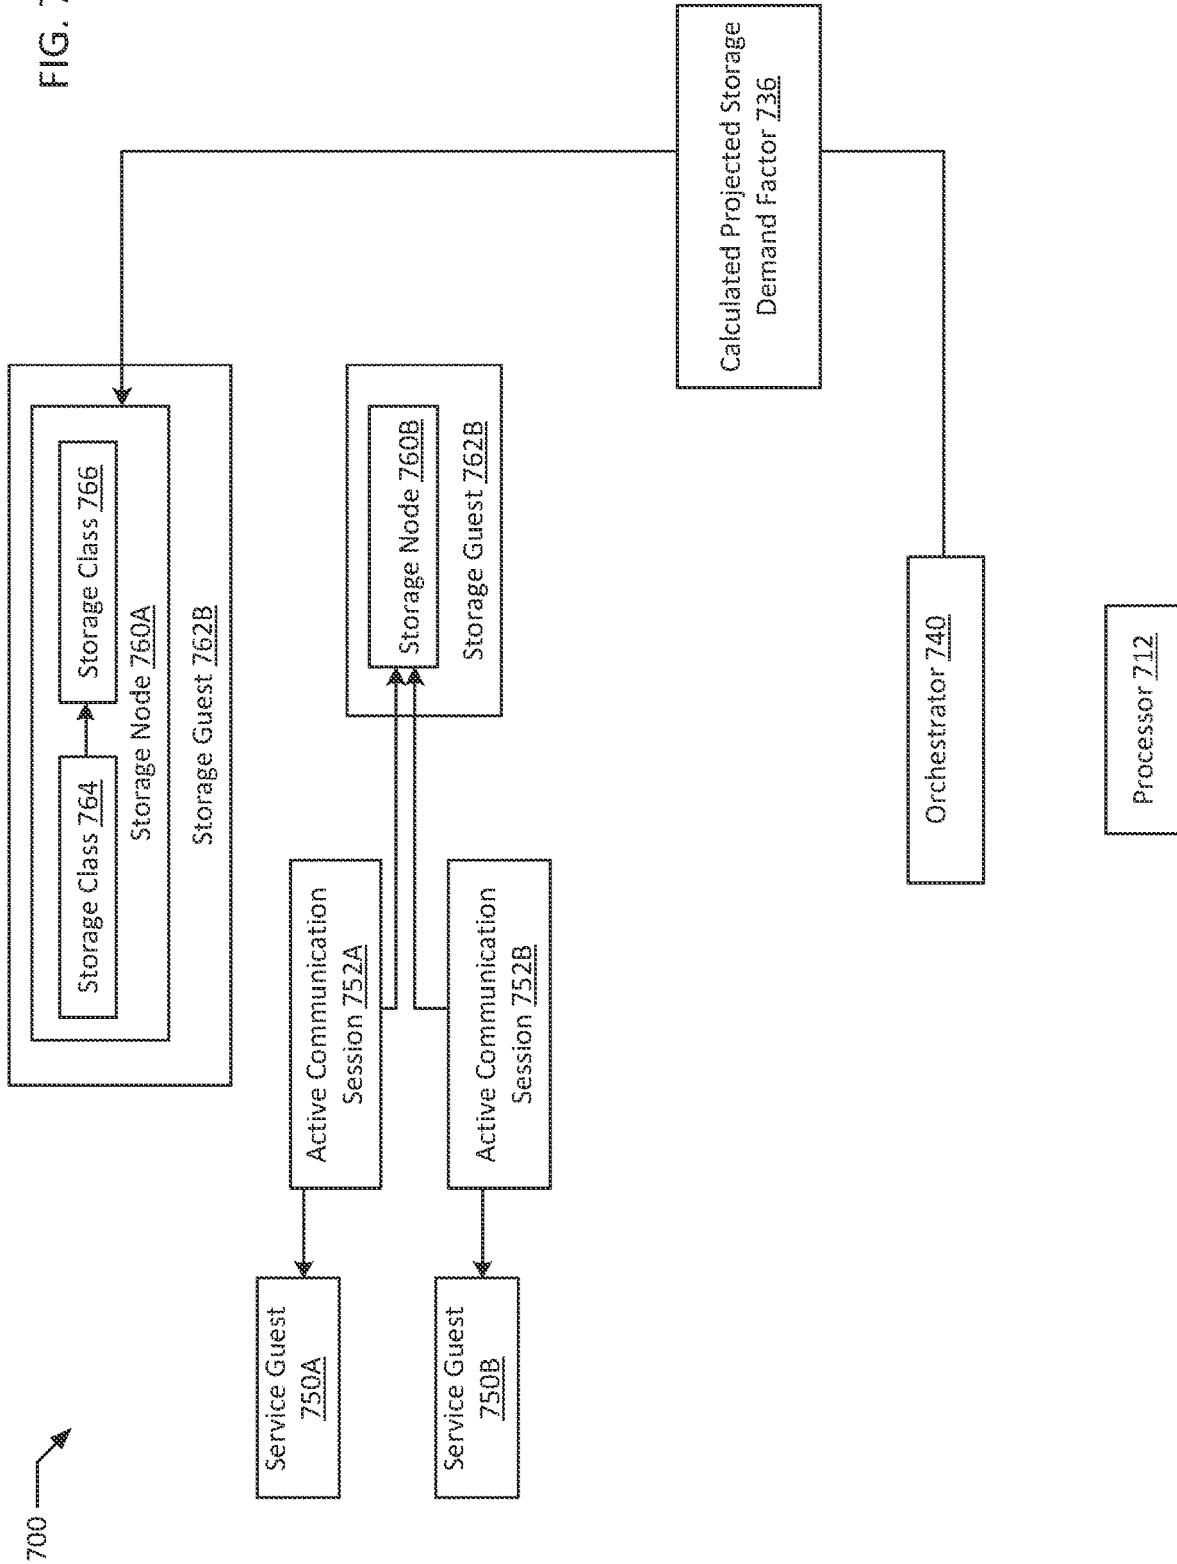 FIG. 7
700
Storage Class 764
Storage Class 766
Storage Node 760A
Storage Guest 762B
Service Guest
750A
Active Communication
Session 752A
Storage Node 760B
Storage Guest 762B
Service Guest
750B
Active Communication
Session 752B
Calculated Projected Storage
Demand Factor 736
Orchestrator 740
Processor 712